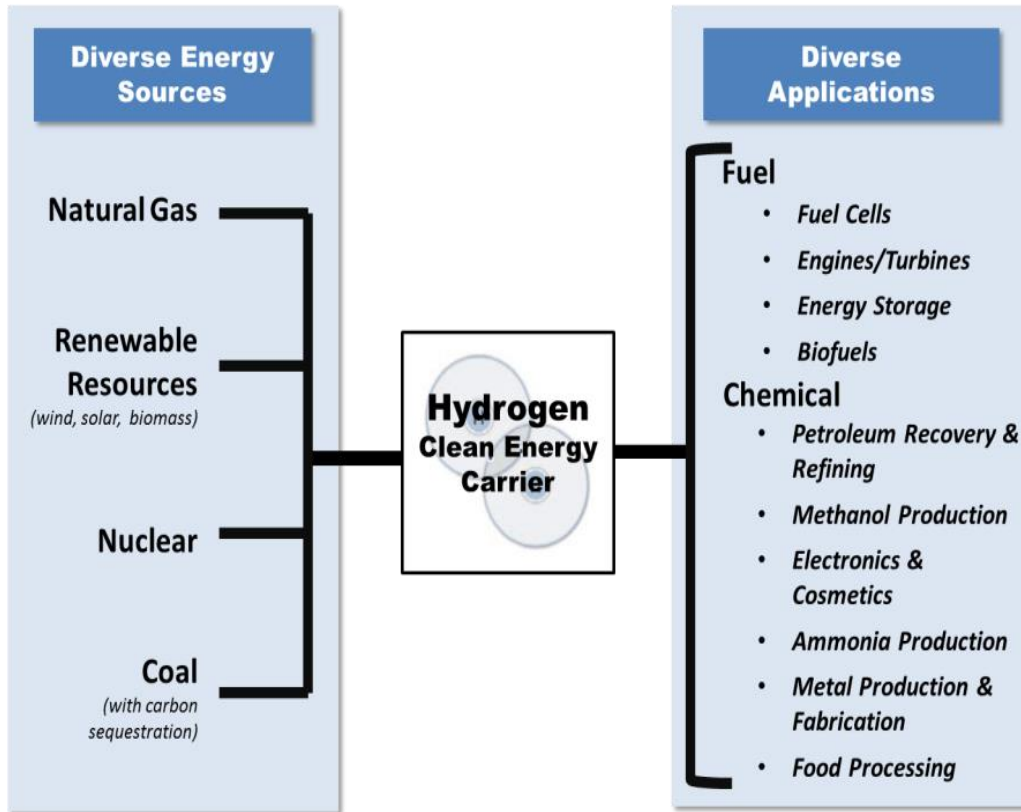 Diverse Energy
Sources
Natural Gas
Renewable
Resources
(wind, solar, biomass)
Nuclear
Coal
(with carbon
sequestration)
Hydrogen
Clean Energy
Carrier
H
Diverse
Applications
Fuel
• Fuel Cells
• Engines/Turbines
• Energy Storage
• Biofuels
Chemical
• Petroleum Recovery &
Refining
• Methanol Production
• Electronics &
Cosmetics
• Ammonia Production
• Metal Production &
Fabrication
• Food Processing